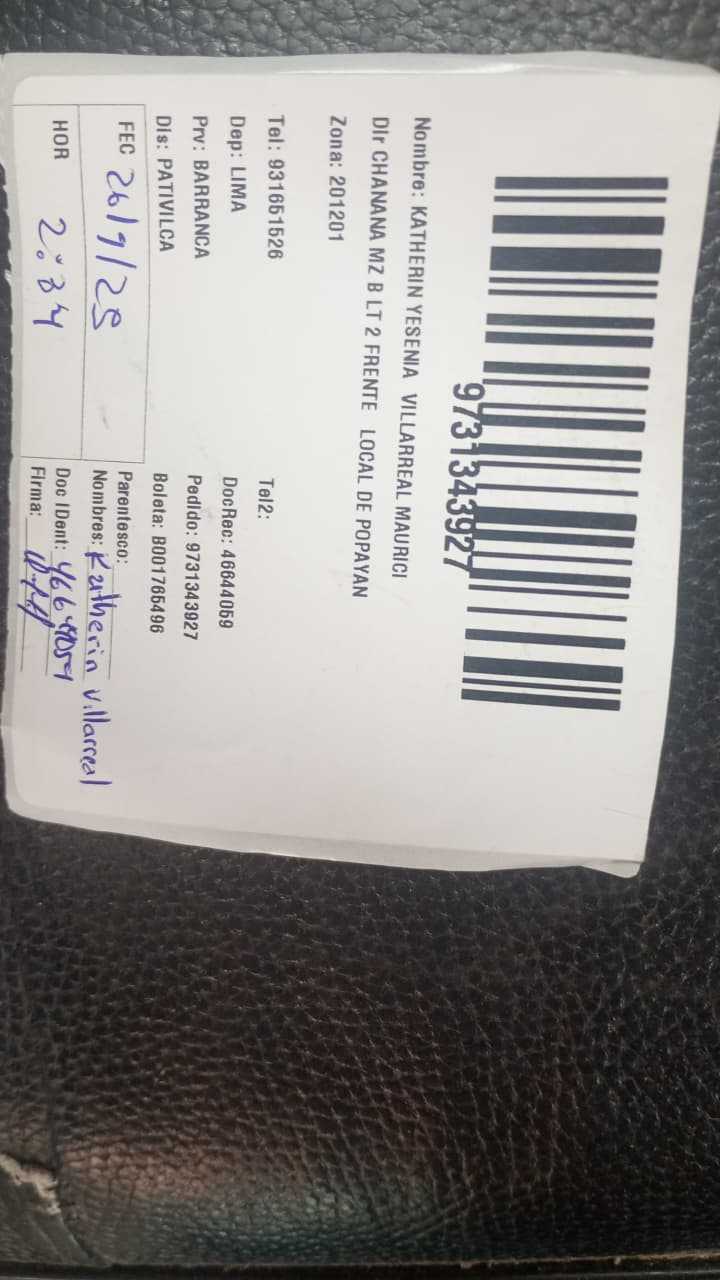 9731343927
Nombre: KATHERIN YESENIA VILLARREAL MAURICI
Dir CHANANA MZ B LT 2 FRENTE LOCAL DE POPAYAN
Zona: 201201
Tel: 931651526 Tel2:
Dep: LIMA DocRec: 46644059
Prv: BARRANCA Pedido: 9731343927
Dis: PATIVILCA Boleta: B001765496
FEC 26/9/25 Parentesco:
Nombres: Katherin Villarreal
HOR 2:34 Doc IDent: 46644059
Firma: